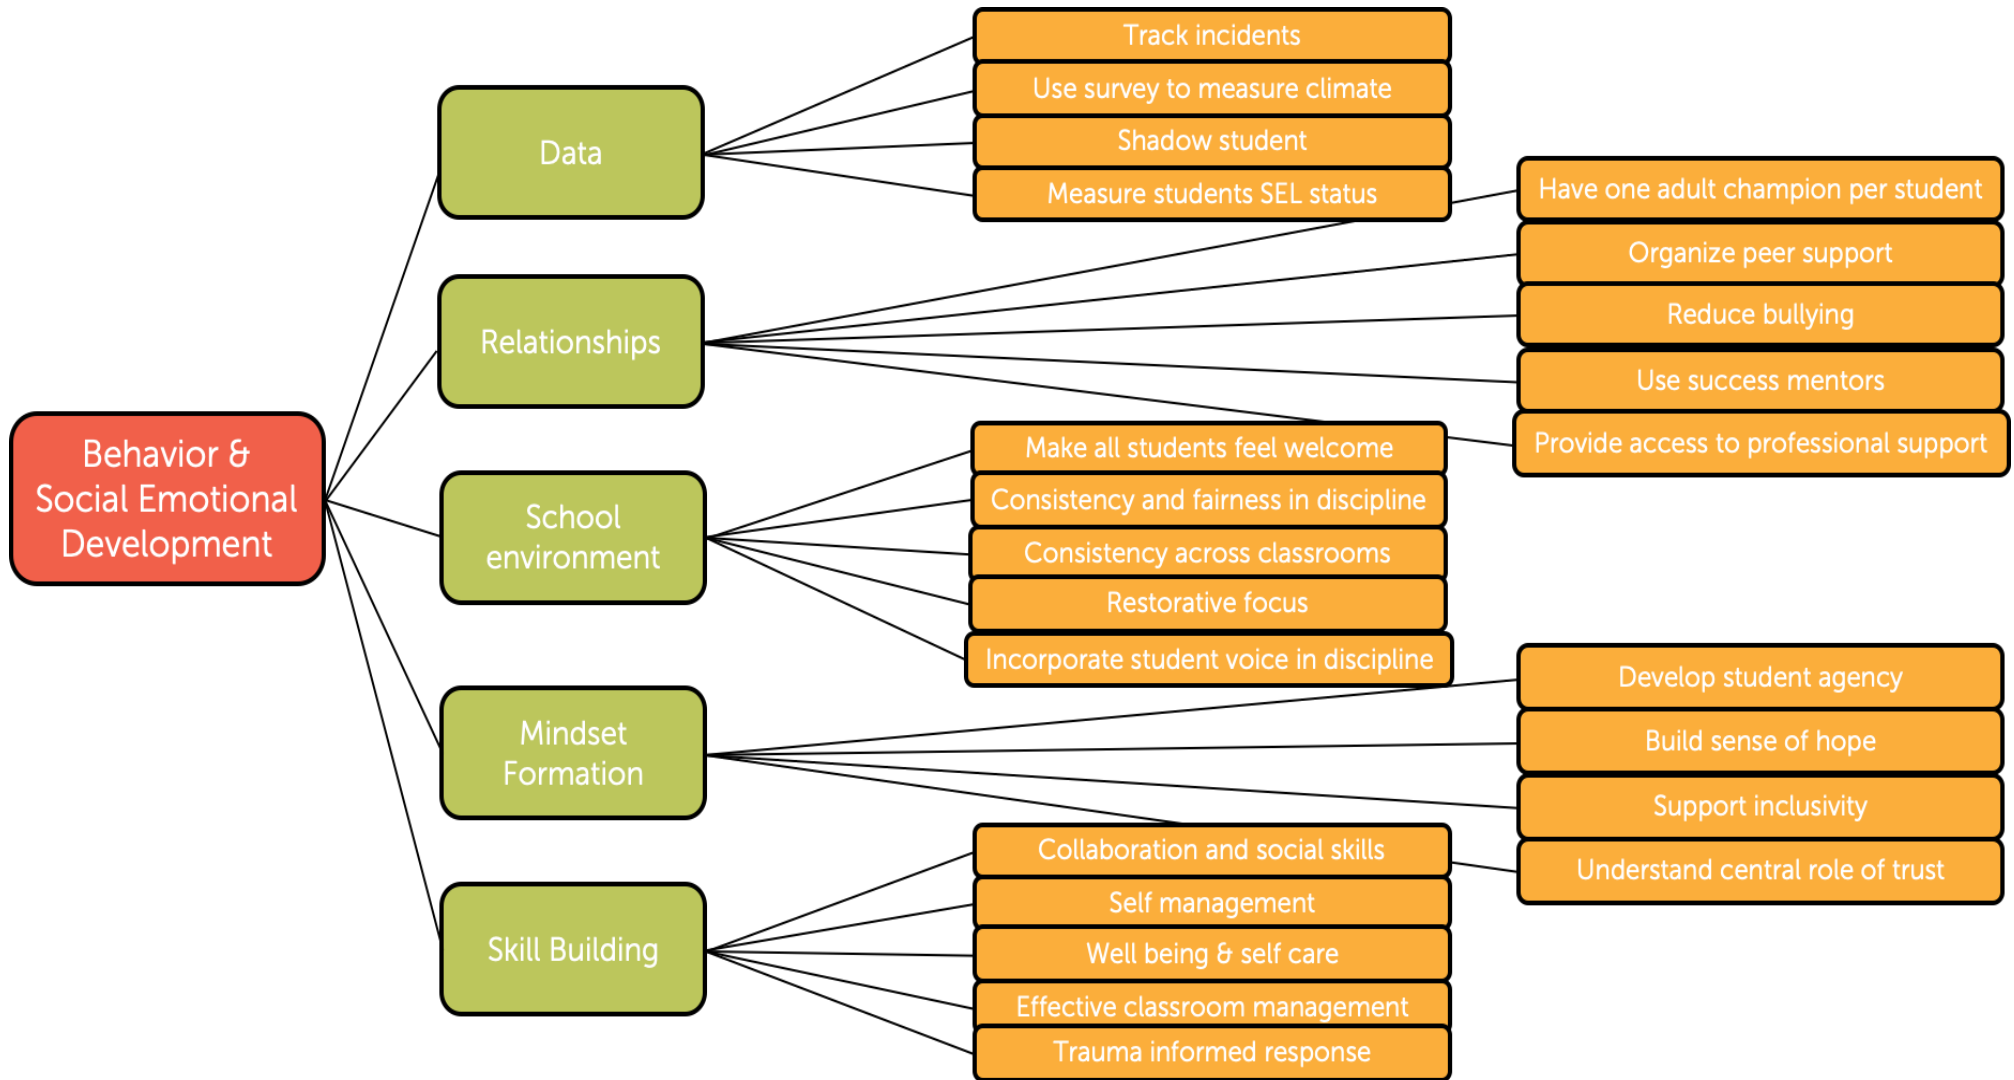 Behavior &
Social Emotional
Development
Data
Track incidents
Use survey to measure climate
Shadow student
Measure students SEL status
Relationships
Have one adult champion per student
Organize peer support
Reduce bullying
Use success mentors
Provide access to professional support
School
environment
Make all students feel welcome
Consistency and fairness in discipline
Consistency across classrooms
Restorative focus
Incorporate student voice in discipline
Mindset
Formation
Develop student agency
Build sense of hope
Support inclusivity
Understand central role of trust
Skill Building
Collaboration and social skills
Self management
Well being & self care
Effective classroom management
Trauma informed response